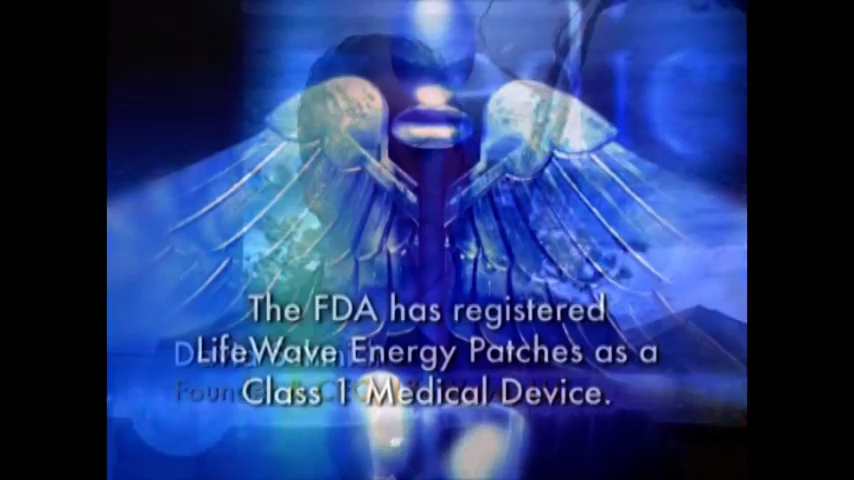 The FDA has registered
LifeWave Energy Patches as a
Class 1 Medical Device.